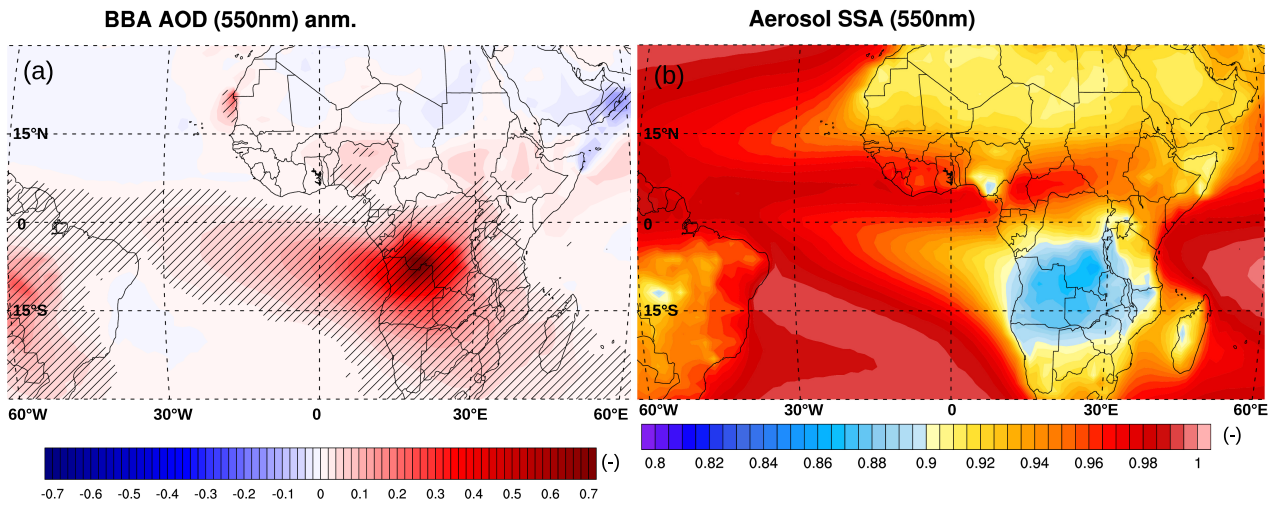 BBA AOD (550nm) anm.
Aerosol SSA (550nm)
(a)
(b)
15°N
15°N
0
0
15°S
15°S
60°W 30°W 0 30°E 60°E
60°W 30°W 0 30°E 60°E
(-)
(-)
-0.7 -0.6 -0.5 -0.4 -0.3 -0.2 -0.1 0 0.1 0.2 0.3 0.4 0.5 0.6 0.7
0.8 0.82 0.84 0.86 0.88 0.9 0.92 0.94 0.96 0.98 1